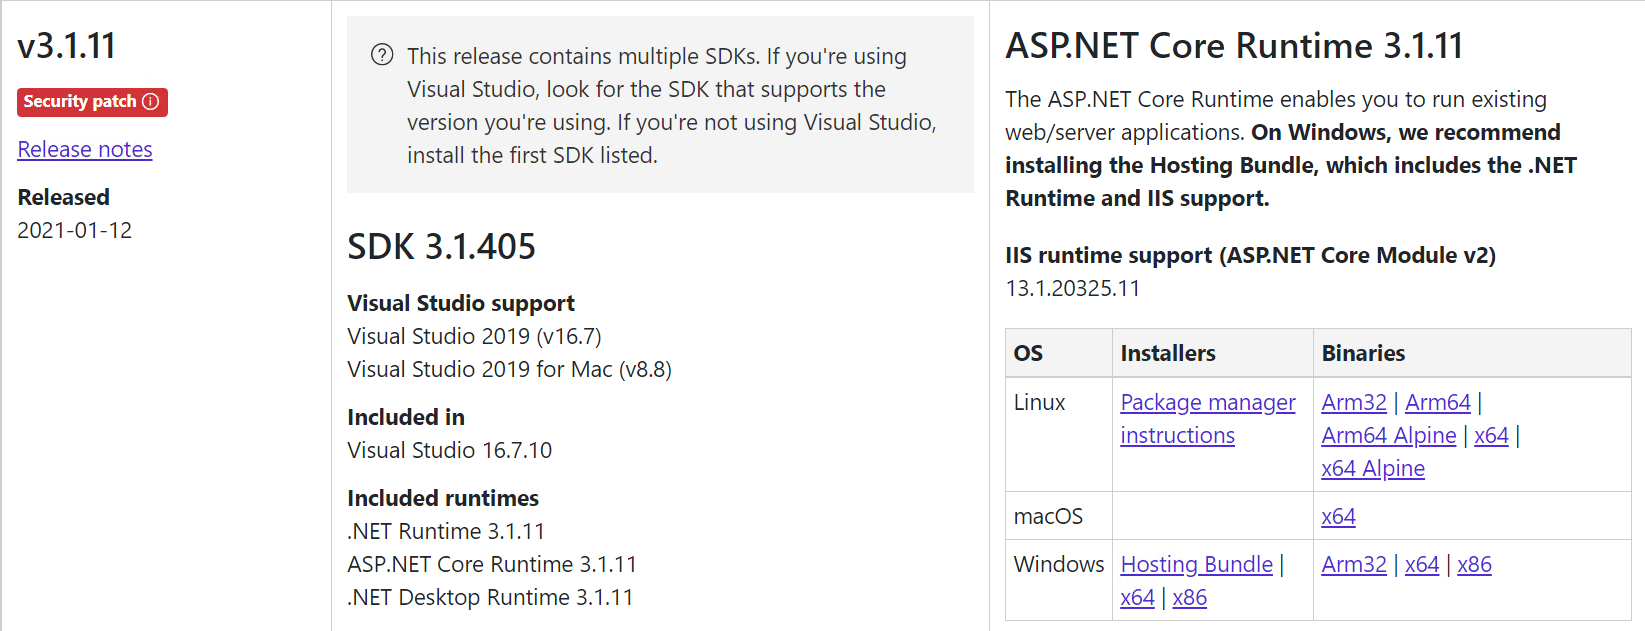 v3.1.11
Security patch
Release notes
Released
2021-01-12
This release contains multiple SDKs. If you're using
Visual Studio, look for the SDK that supports the
version you're using. If you're not using Visual Studio,
install the first SDK listed.
SDK 3.1.405
Visual Studio support
Visual Studio 2019 (v16.7)
Visual Studio 2019 for Mac (v8.8)
Included in
Visual Studio 16.7.10
Included runtimes
.NET Runtime 3.1.11
ASP.NET Core Runtime 3.1.11
.NET Desktop Runtime 3.1.11
ASP.NET Core Runtime 3.1.11
The ASP.NET Core Runtime enables you to run existing
web/server applications. On Windows, we recommend
installing the Hosting Bundle, which includes the .NET
Runtime and IIS support.
IIS runtime support (ASP.NET Core Module v2)
13.1.20325.11
OS Installers Binaries
Linux Package manager Arm32 | Arm64 |
instructions Arm64 Alpine | x64 |
x64 Alpine
macOS x64
Windows Hosting Bundle | Arm32 | x64 | x86
x64 | x86